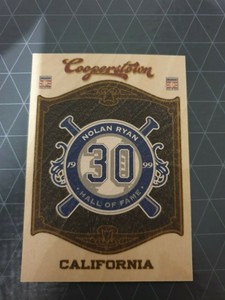 Cooperstown
NOLAN RYAN
19 30 99
HALL OF FAME
CALIFORNIA